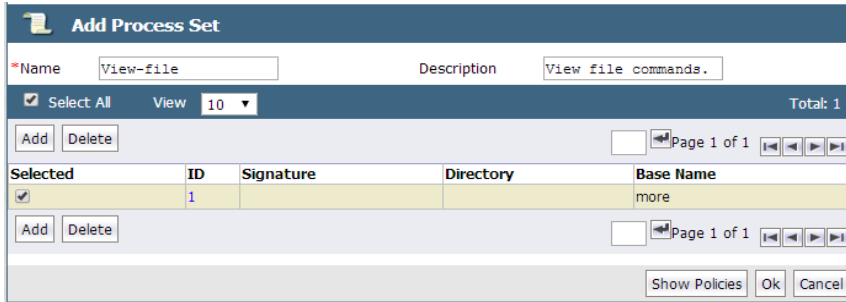 Add Process Set
*Name View-file Description View file commands.
Select All View 10 Total: 1
Add Delete Page 1 of 1
Selected ID Signature Directory Base Name
1 more
Add Delete Page 1 of 1
Show Policies Ok Cancel